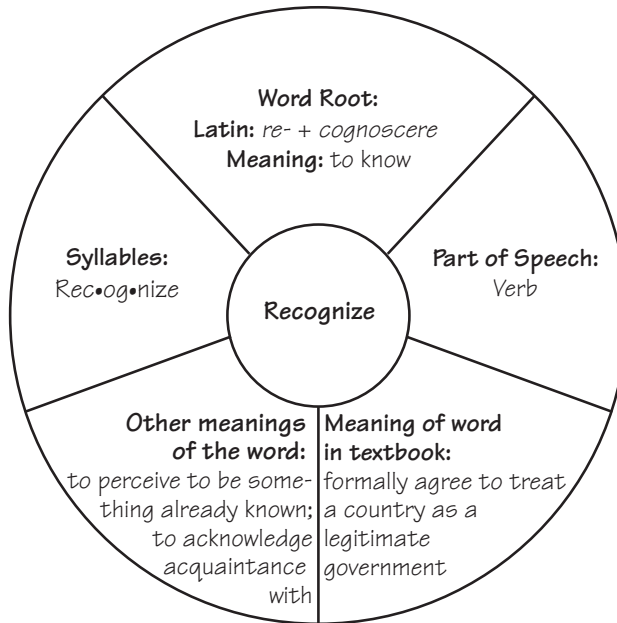 Word Root:
Latin: re- + cognoscere
Meaning: to know
Syllables:
Rec•og•nize
Part of Speech:
Verb
Recognize
Other meanings
of the word:
to perceive to be some-
thing already known;
to acknowledge
acquaintance
with
Meaning of word
in textbook:
formally agree to treat
a country as a
legitimate
government